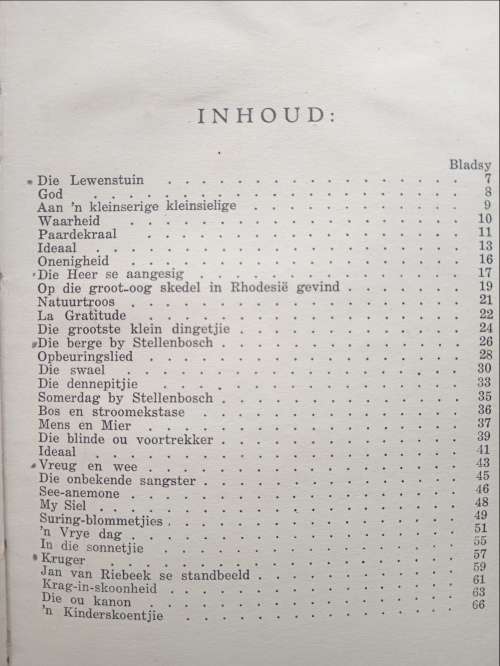 INHOUD:
Bladsy
Die Lewenstuin . . . . . . . . . . . . . . 7
God . . . . . . . . . . . . . . 8
Aan 'n kleinserige kleinsielige . . . . . . . . . 9
Waarheid . . . . . . . . . . . . . . 10
Paardekraal . . . . . . . . . . . . . . 11
Ideaal . . . . . . . . . . . . . . 13
Onenigheid . . . . . . . . . . . . . . 16
Die Heer se aangesig . . . . . . . . . . . . 17
Op die groot-oog skedel in Rhodesië gevind . . . . . . 19
Natuurtroos . . . . . . . . . . . . . . 21
La Gratitude . . . . . . . . . . . . . . 22
Die grootste klein dingetjie . . . . . . . . . . 24
Die berge by Stellenbosch . . . . . . . . . . 26
Opbeuringslied . . . . . . . . . . . . . . 28
Die swael . . . . . . . . . . . . . . 30
Die dennepitjie . . . . . . . . . . . . . . 33
Somerdag by Stellenbosch . . . . . . . . . . 35
Bos en stroomekstase . . . . . . . . . . . . 36
Mens en Mier . . . . . . . . . . . . . . 37
Die blinde ou voortrekker . . . . . . . . . . 39
Ideaal . . . . . . . . . . . . . . 41
Vreug en wee . . . . . . . . . . . . . . 43
Die onbekende sangster . . . . . . . . . . . 45
See-anemone . . . . . . . . . . . . . . 46
My Siel . . . . . . . . . . . . . . 48
Suring-blommetjies . . . . . . . . . . . . 49
'n Vrye dag . . . . . . . . . . . . . . 51
In die sonnetjie . . . . . . . . . . . . . 55
Kruger . . . . . . . . . . . . . . 57
Jan van Riebeek se standbeeld . . . . . . . . . 59
Krag-in-skoonheid . . . . . . . . . . . . 61
Die ou kanon . . . . . . . . . . . . . . 63
'n Kinderskoentjie . . . . . . . . . . . . 66